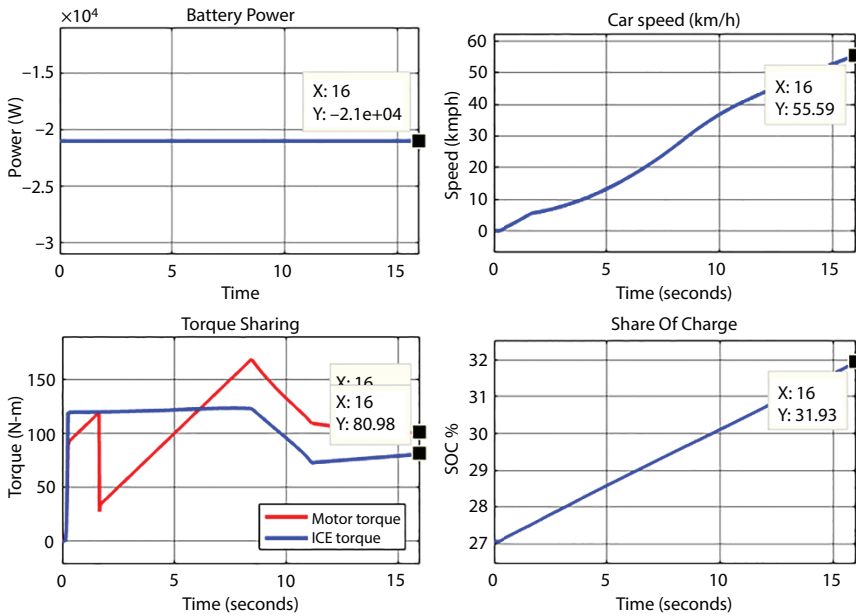 Battery Power
×10⁴
−1.5
−2
−2.5
−3
Power (W)
X: 16
Y: −2.1e+04
0 5 10 15
Time
Car speed (km/h)
60
50
40
30
20
10
0
Speed (kmph)
X: 16
Y: 55.59
0 5 10 15
Time (seconds)
Torque Sharing
150
100
50
0
Torque (N-m)
X: 16
X: 16
Y: 80.98
Motor torque
ICE torque
0 5 10 15
Time (seconds)
Share Of Charge
32
31
30
29
28
27
SOC %
X: 16
Y: 31.93
0 5 10 15
Time (seconds)